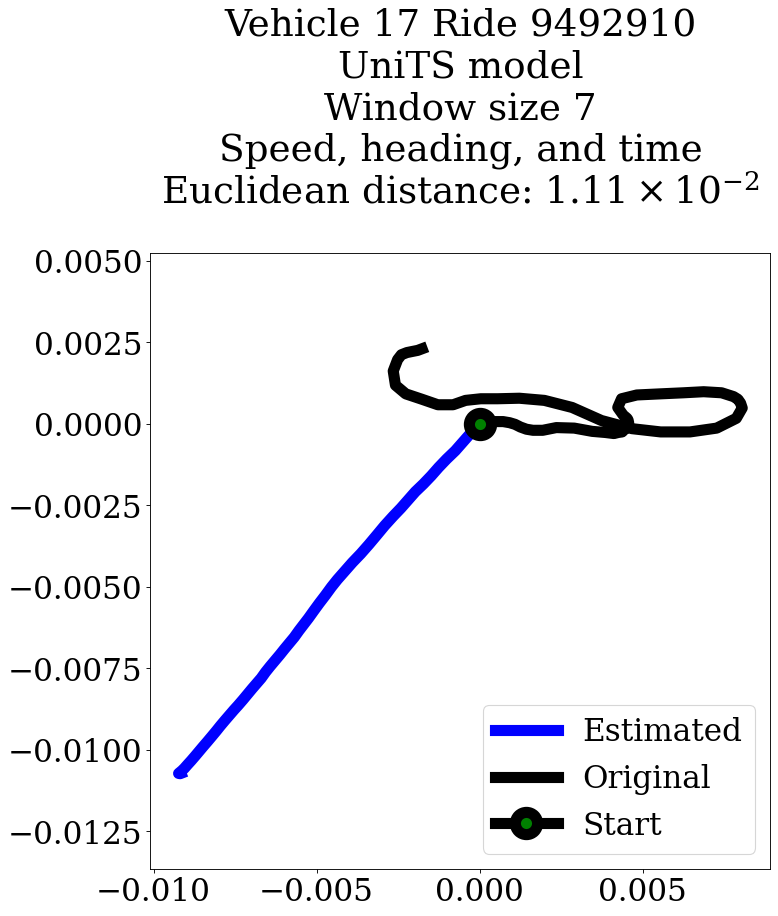 Vehicle 17 Ride 9492910
UniTS model
Window size 7
Speed, heading, and time
Euclidean distance: 1.11 × 10⁻²
0.0050
0.0025
0.0000
−0.0025
−0.0050
−0.0075
−0.0100
−0.0125
Estimated
Original
Start
−0.010 −0.005 0.000 0.005